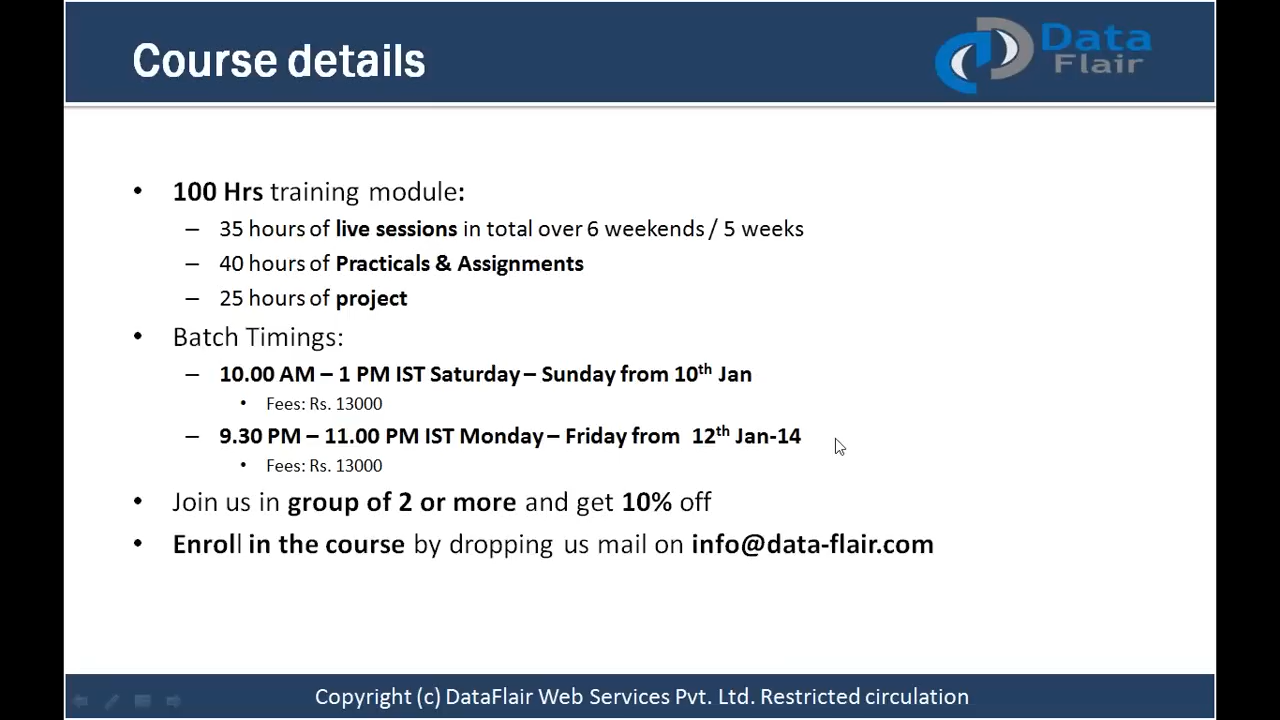 Course details
Data
Flair
• 100 Hrs training module:
– 35 hours of live sessions in total over 6 weekends / 5 weeks
– 40 hours of Practicals & Assignments
– 25 hours of project
• Batch Timings:
– 10.00 AM – 1 PM IST Saturday – Sunday from 10th Jan
• Fees: Rs. 13000
– 9.30 PM – 11.00 PM IST Monday – Friday from 12th Jan-14
• Fees: Rs. 13000
• Join us in group of 2 or more and get 10% off
• Enroll in the course by dropping us mail on info@data-flair.com
Copyright (c) DataFlair Web Services Pvt. Ltd. Restricted circulation